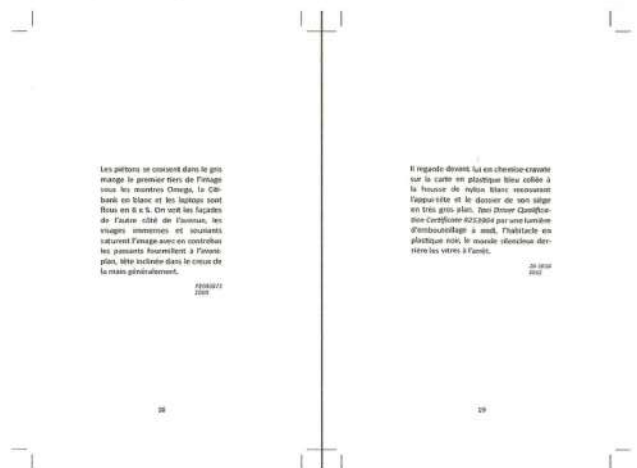 Les piétons se croisent dans le gris
mange le premier tiers de l'image
sous les montres Omega, la Citi-
bank en blanc et les laptops sont
flous en 6 x 5. On voit les façades
de l'autre côté de l'avenue, les
visages immenses et souriants
saturent l'image avec en contrebas
les passants fourmillent à l'avant-
plan, tête inclinée dans le creux de
la main généralement.
18
Il regarde devant lui en chemise-cravate
sur la carte en plastique bleu collée à
la housse de nylon blanc recouvrant
l'appui-tête et le dossier de son siège
en très gros plan. Taxi Driver Qualifica-
tion Certificate 0253904 par une lumière
d'embouteillage à midi, l'habitacle en
plastique noir, le monde silencieux der-
rière les vitres à l'arrêt.
19